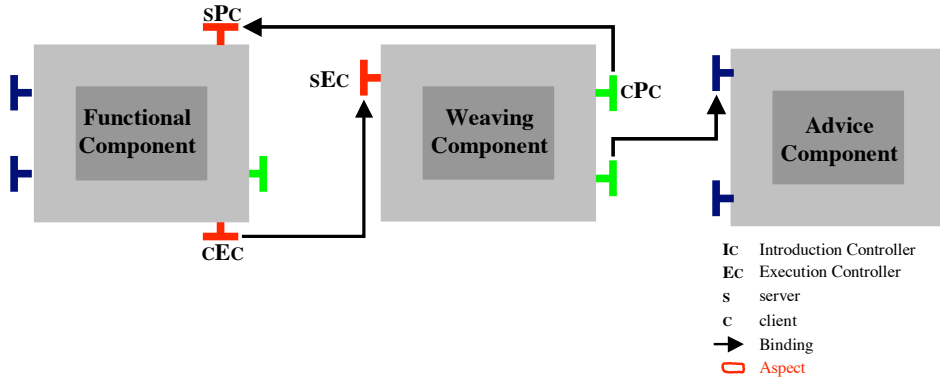 sPc
Functional
Component
cEc
sEc
Weaving
Component
cPc
Advice
Component
Ic Introduction Controller
Ec Execution Controller
s server
c client
Binding
Aspect